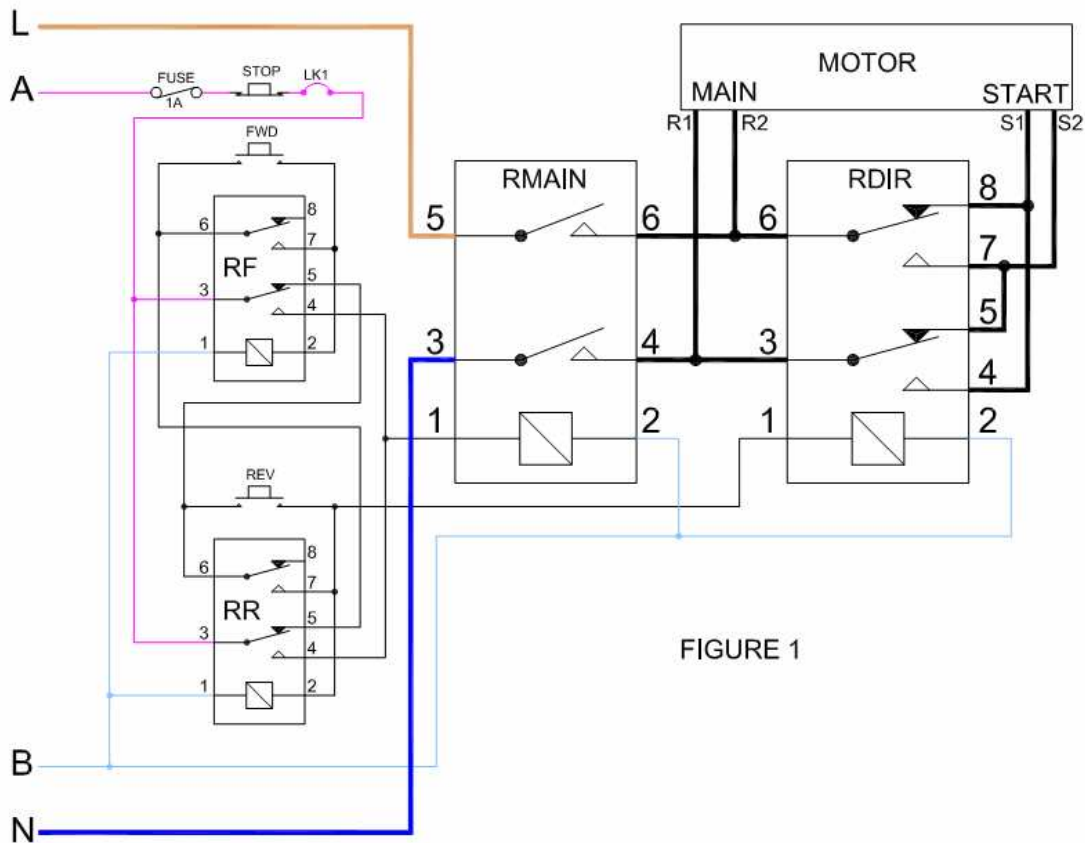 L
A
FUSE
1A
STOP
LK1
FWD
MOTOR
MAIN START
R1 R2 S1 S2
RMAIN RDIR
8
6
7
RF
5
3
4
1 2
5 6 6 8
7
5
3 4 3
4
1 2 1 2
REV
8
6
7
RR
5
3
4
1 2
FIGURE 1
B
N